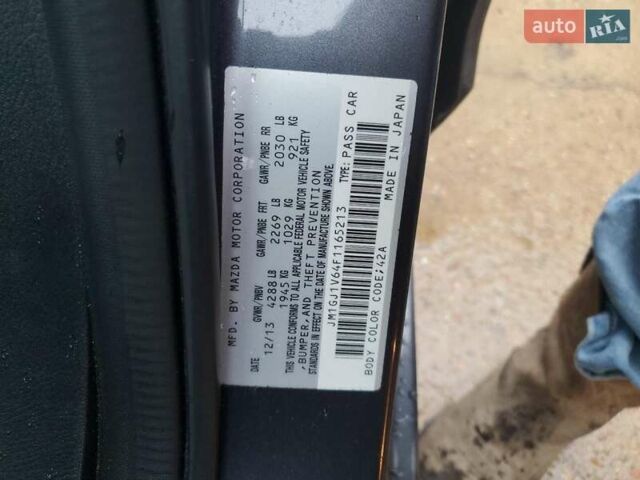 auto RIA .com
MFD. BY MAZDA MOTOR CORPORATION
DATE GVWR/PNBV GAWR/PNBE FRT GAWR/PNBE RR
12/13 4288 LB 2269 LB 2030 LB
1945 KG 1029 KG 921 KG
THIS VEHICLE CONFORMS TO ALL APPLICABLE FEDERAL MOTOR VEHICLE SAFETY
,BUMPER,AND THEFT PREVENTION
STANDARDS IN EFFECT ON THE DATE OF MANUFACTURE SHOWN ABOVE.
JM1GJ1V64F1165213 TYPE: PASS CAR
BODY COLOR CODE:42A MADE IN JAPAN